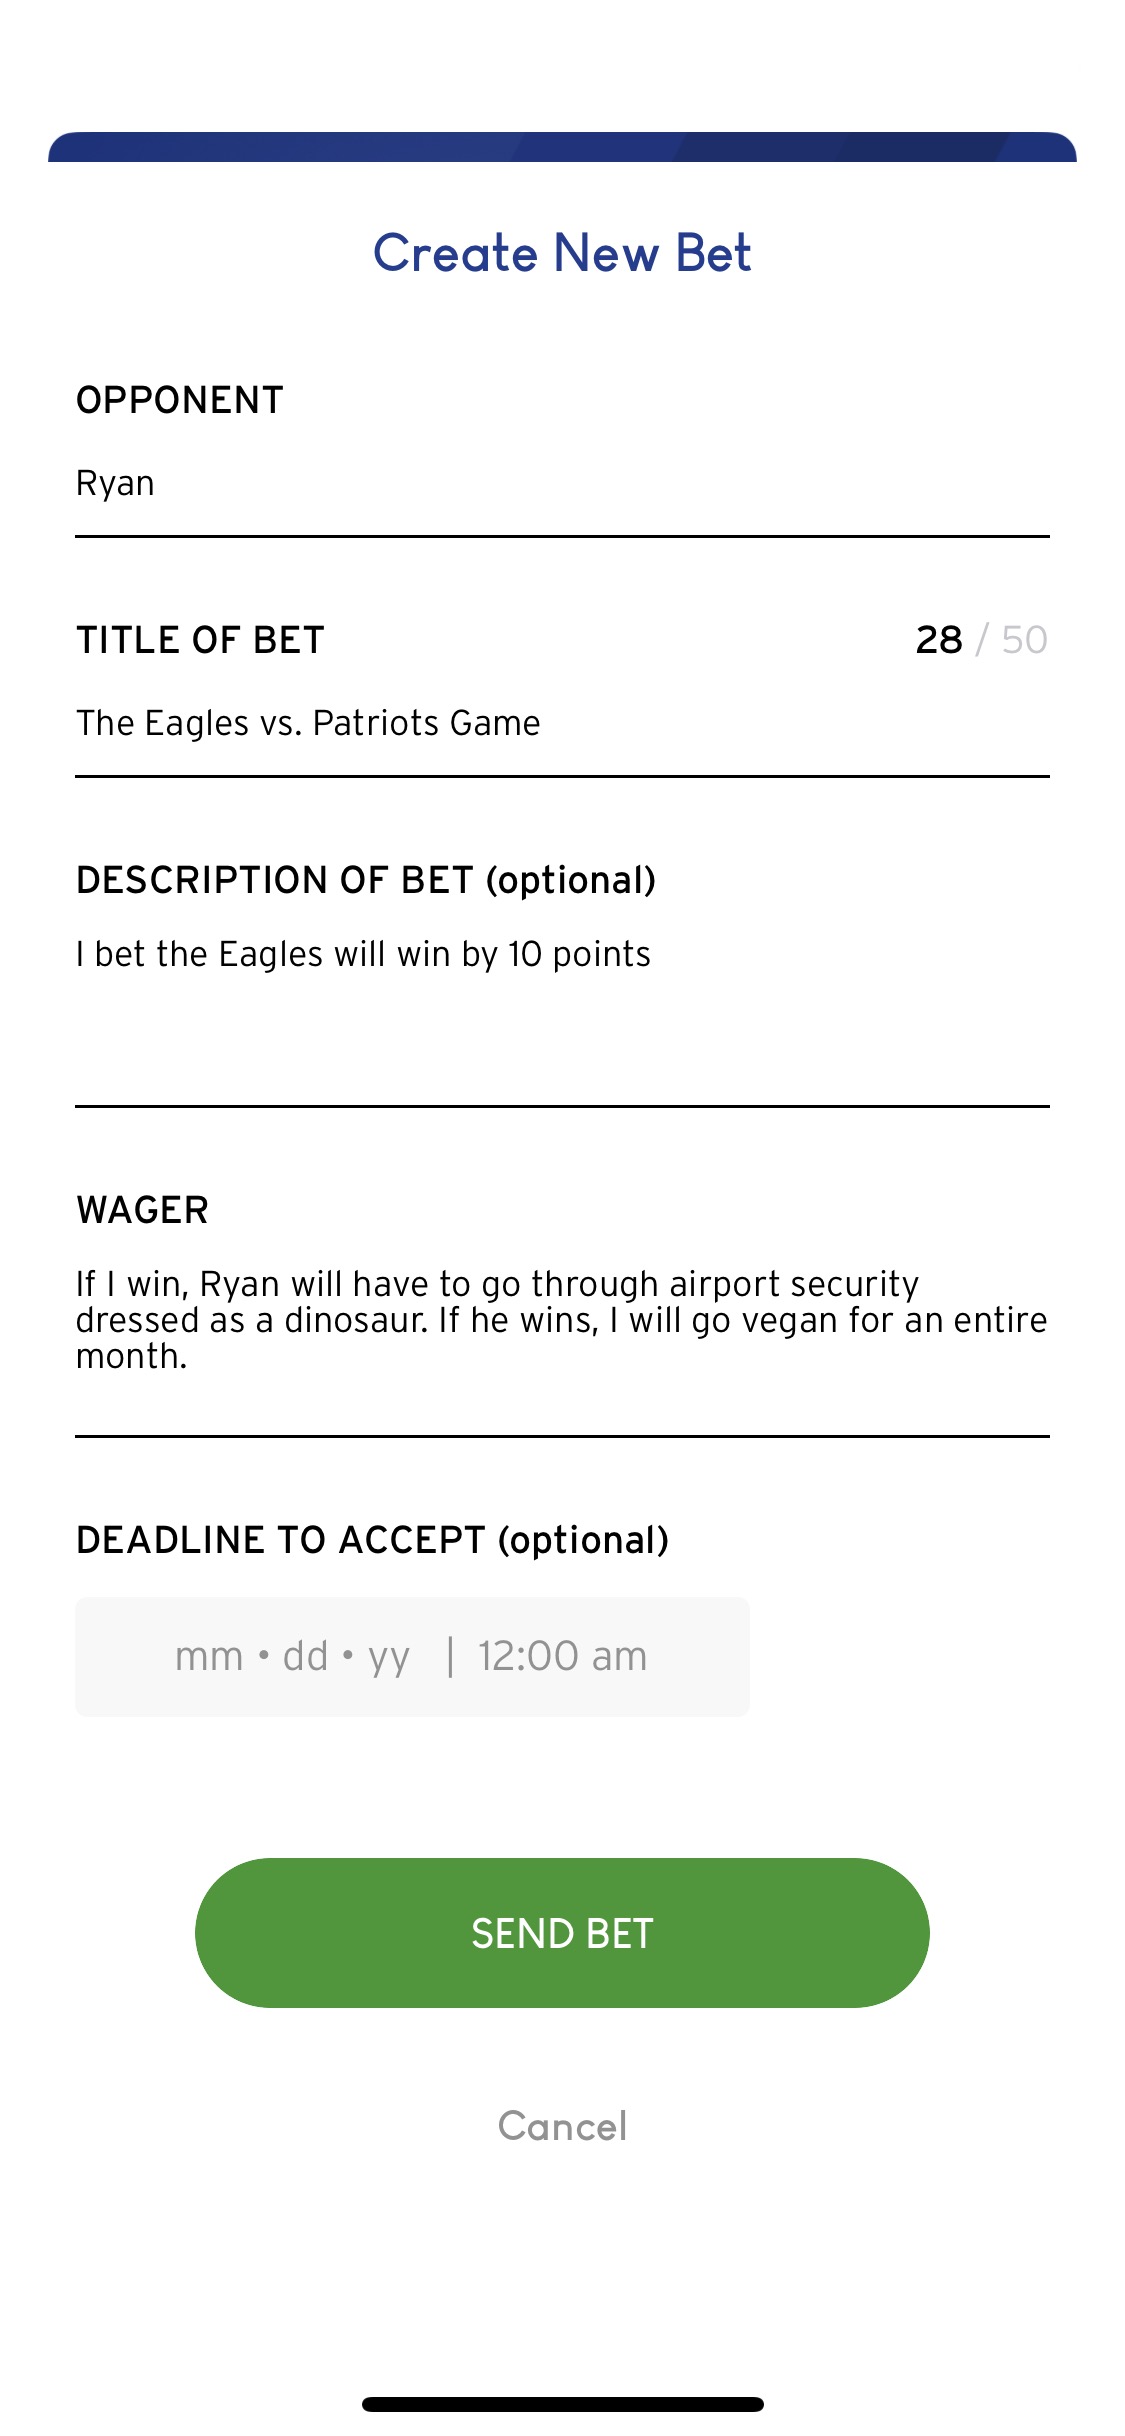 Create New Bet
OPPONENT
Ryan
TITLE OF BET 28 / 50
The Eagles vs. Patriots Game
DESCRIPTION OF BET (optional)
I bet the Eagles will win by 10 points
WAGER
If I win, Ryan will have to go through airport security
dressed as a dinosaur. If he wins, I will go vegan for an entire
month.
DEADLINE TO ACCEPT (optional)
mm • dd • yy | 12:00 am
SEND BET
Cancel